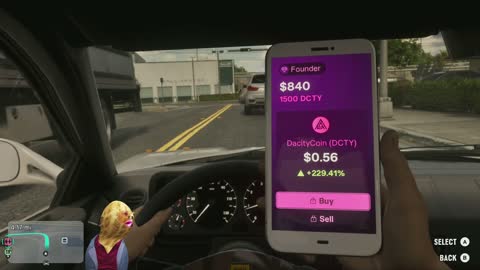 Founder
$840
1500 DCTY
DacityCoin (DCTY)
$0.56
▲ +229.41%
Buy
Sell
SELECT A
BACK B